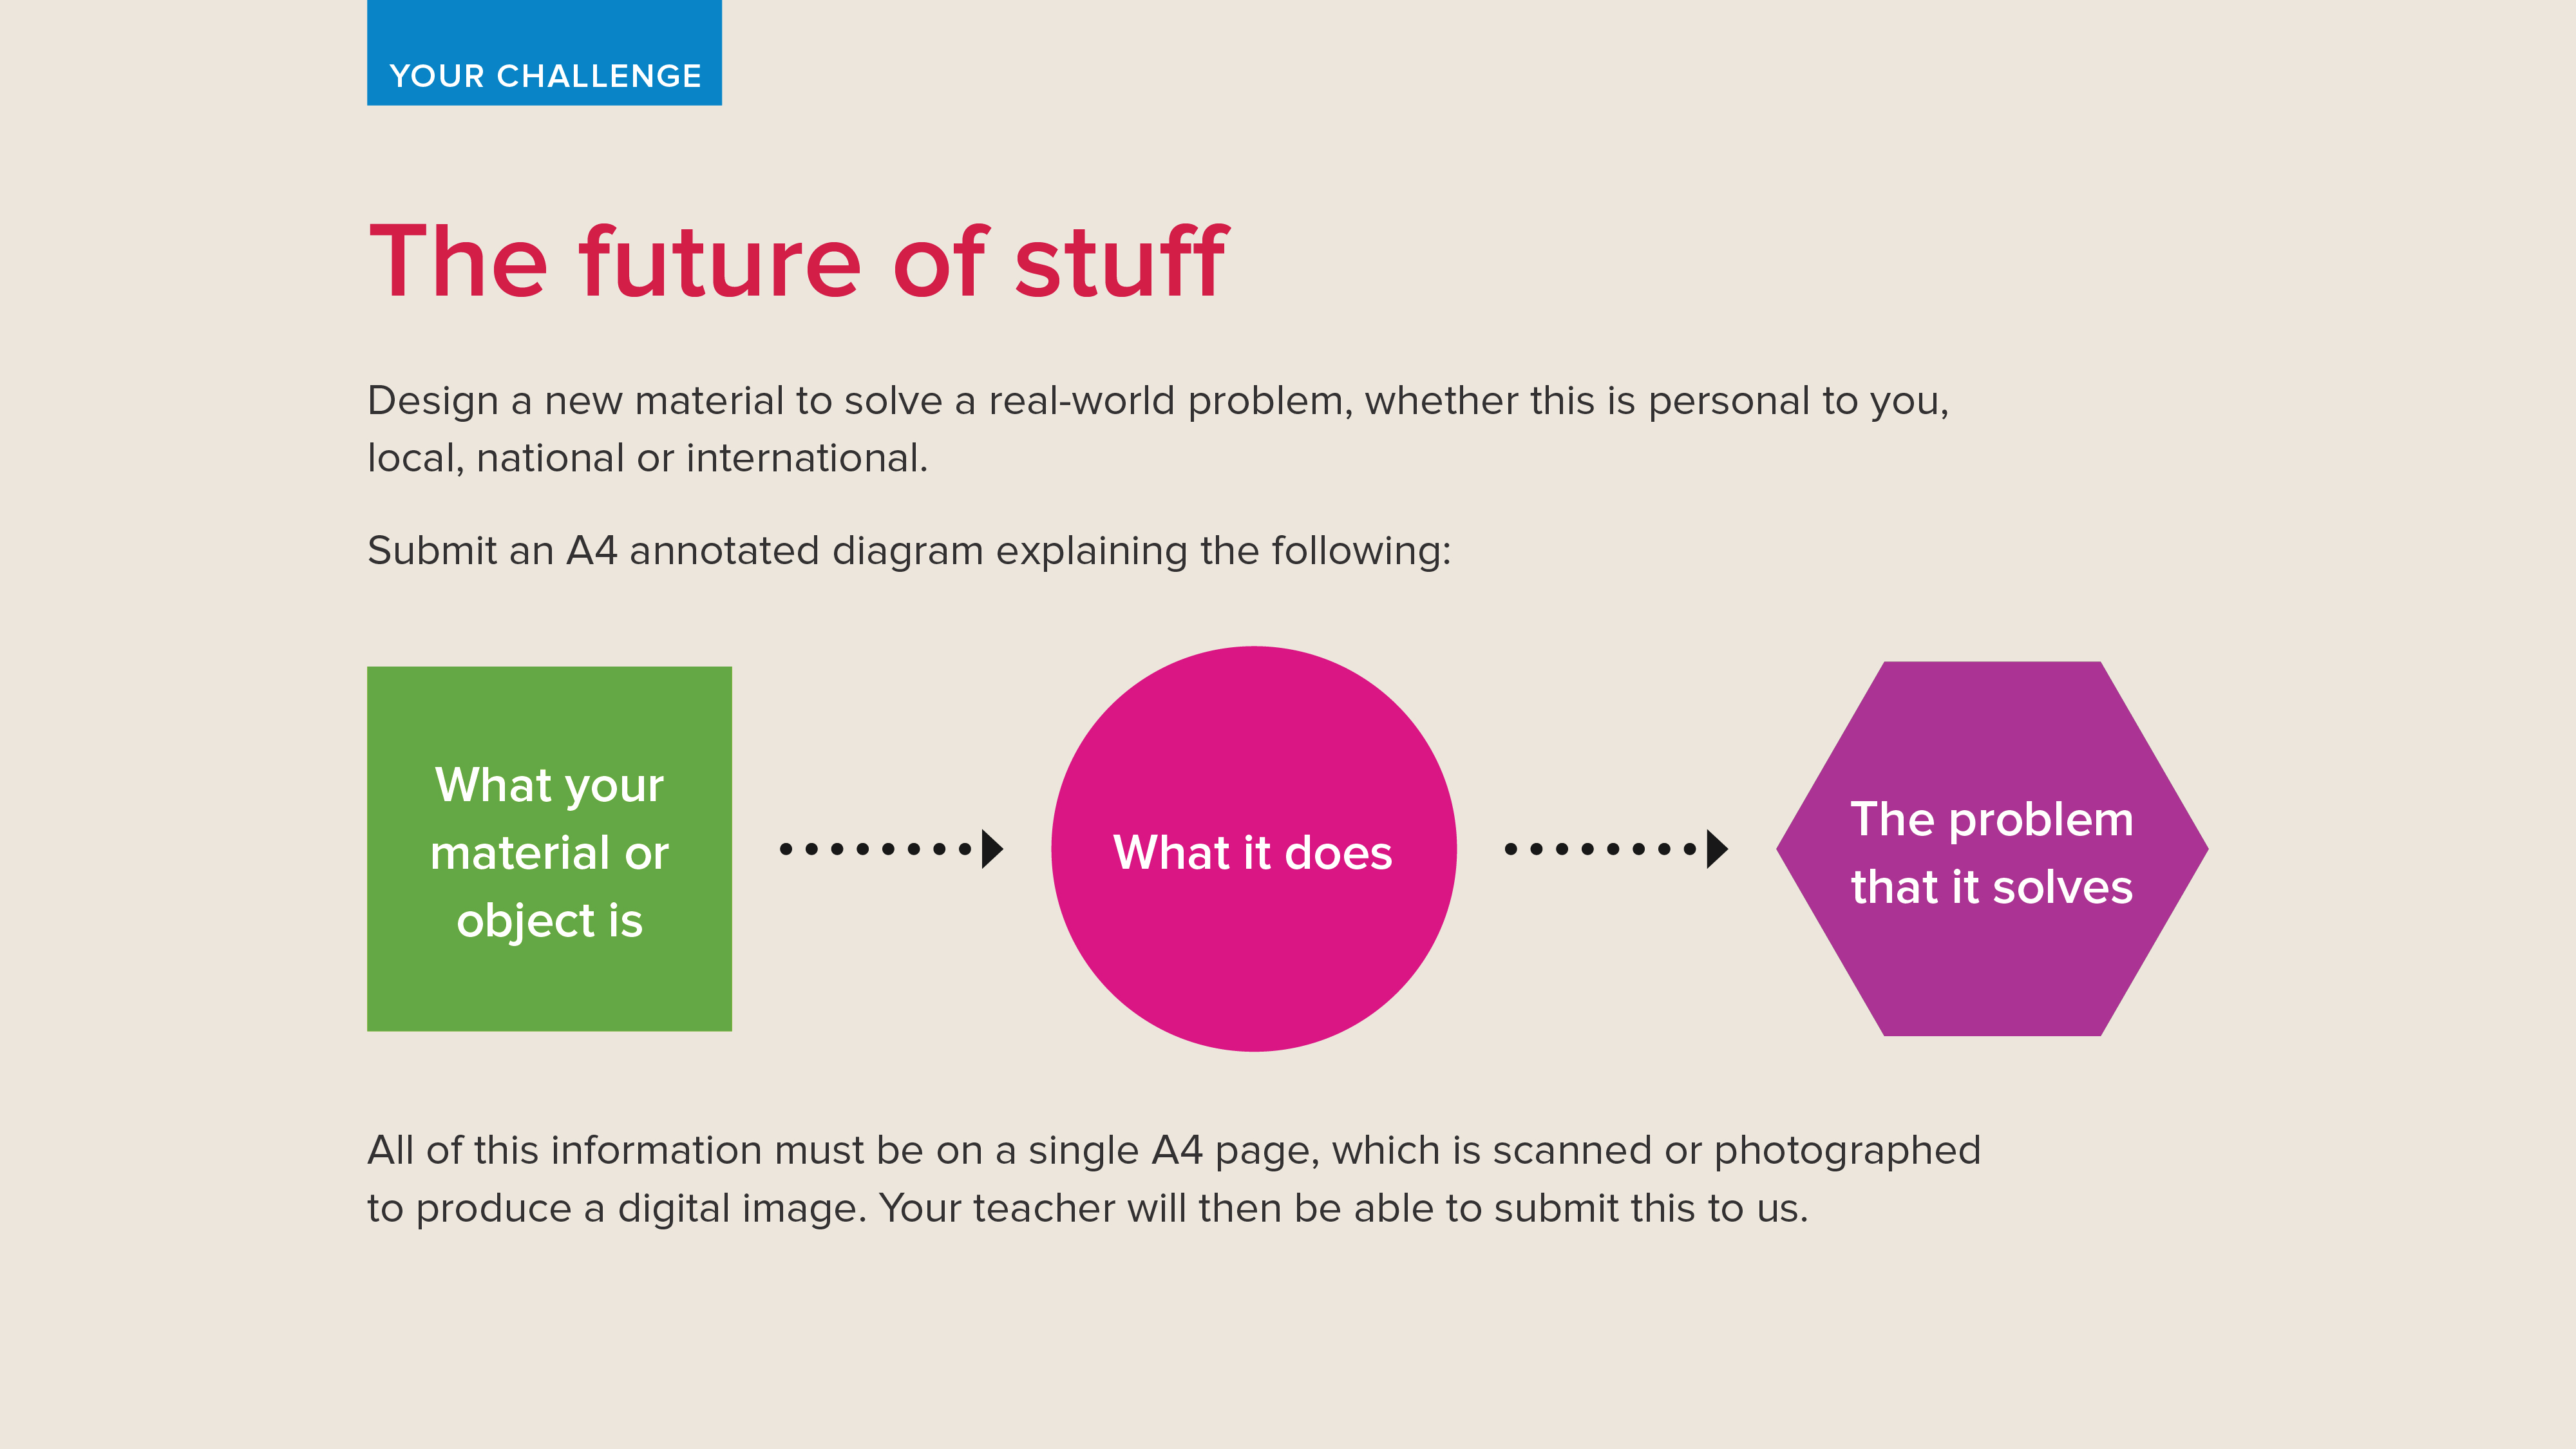 YOUR CHALLENGE
The future of stuff
Design a new material to solve a real-world problem, whether this is personal to you,
local, national or international.
Submit an A4 annotated diagram explaining the following:
What your
material or
object is
What it does
The problem
that it solves
All of this information must be on a single A4 page, which is scanned or photographed
to produce a digital image. Your teacher will then be able to submit this to us.